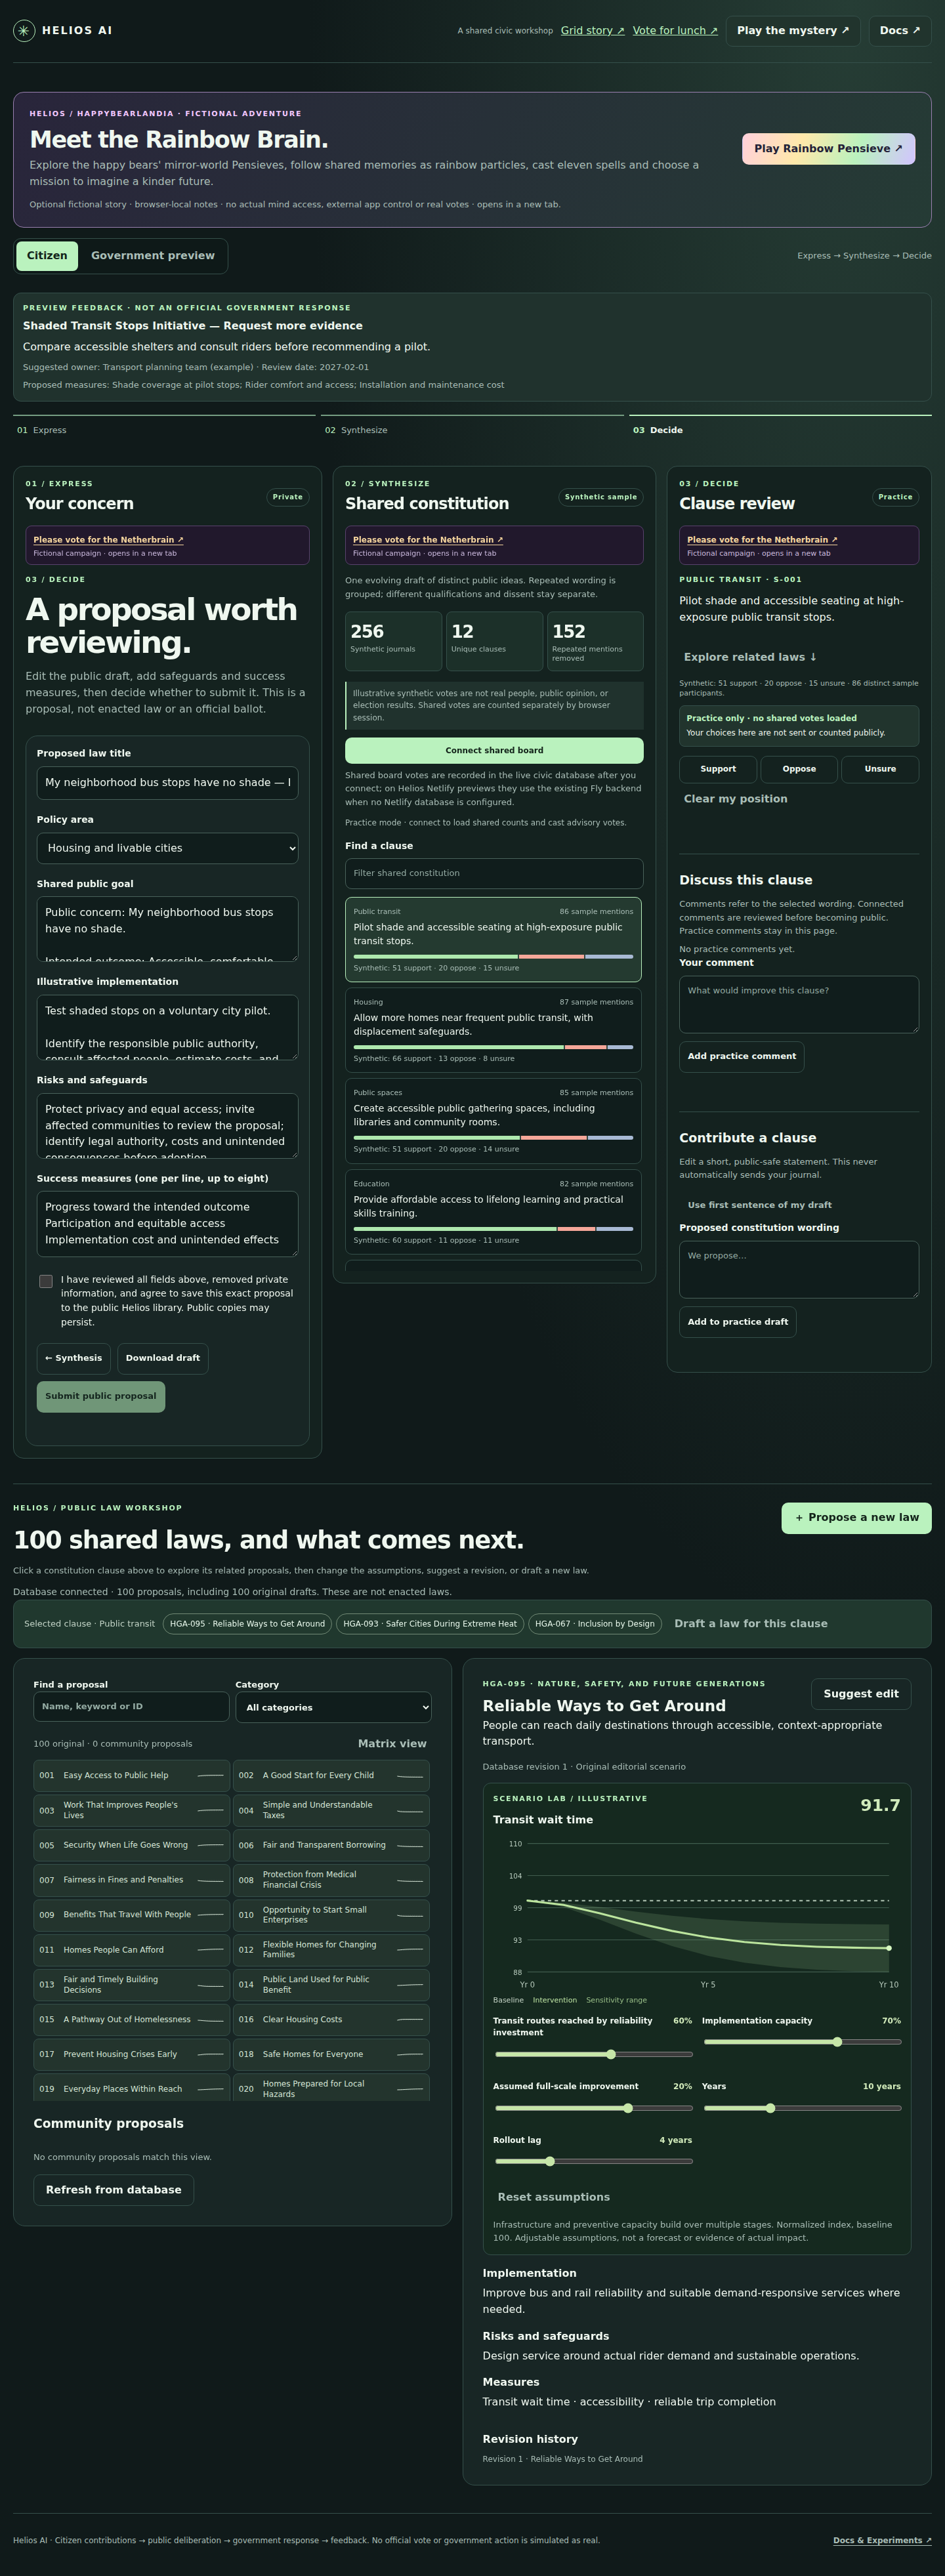 HELIOS AI
A shared civic workshop
Grid story ↗
Vote for lunch ↗
Play the mystery ↗
Docs ↗
HELIOS / HAPPYBEARLANDIA · FICTIONAL ADVENTURE
Meet the Rainbow Brain.
Explore the happy bears' mirror-world Pensieves, follow shared memories as rainbow particles, cast eleven spells and choose a
mission to imagine a kinder future.
Optional fictional story · browser-local notes · no actual mind access, external app control or real votes · opens in a new tab.
Play Rainbow Pensieve ↗
Citizen
Government preview
Express → Synthesize → Decide
PREVIEW FEEDBACK · NOT AN OFFICIAL GOVERNMENT RESPONSE
Shaded Transit Stops Initiative — Request more evidence
Compare accessible shelters and consult riders before recommending a pilot.
Suggested owner: Transport planning team (example) · Review date: 2027-02-01
Proposed measures: Shade coverage at pilot stops; Rider comfort and access; Installation and maintenance cost
01 Express
02 Synthesize
03 Decide
01 / EXPRESS
Your concern
Private
Please vote for the Netherbrain ↗
Fictional campaign · opens in a new tab
03 / DECIDE
A proposal worth
reviewing.
Edit the public draft, add safeguards and success
measures, then decide whether to submit it. This is a
proposal, not enacted law or an official ballot.
Proposed law title
My neighborhood bus stops have no shade — I
Policy area
Housing and livable cities
Shared public goal
Public concern: My neighborhood bus stops
have no shade.
Intended outcome: Accessible, comfortable
Illustrative implementation
Test shaded stops on a voluntary city pilot.
Identify the responsible public authority,
consult affected people, estimate costs, and
Risks and safeguards
Protect privacy and equal access; invite
affected communities to review the proposal;
identify legal authority, costs and unintended
consequences before adoption.
Success measures (one per line, up to eight)
Progress toward the intended outcome
Participation and equitable access
Implementation cost and unintended effects
I have reviewed all fields above, removed private
information, and agree to save this exact proposal
to the public Helios library. Public copies may
persist.
← Synthesis
Download draft
Submit public proposal
02 / SYNTHESIZE
Shared constitution
Synthetic sample
Please vote for the Netherbrain ↗
Fictional campaign · opens in a new tab
One evolving draft of distinct public ideas. Repeated wording is
grouped; different qualifications and dissent stay separate.
256
Synthetic journals
12
Unique clauses
152
Repeated mentions
removed
Illustrative synthetic votes are not real people, public opinion, or
election results. Shared votes are counted separately by browser
session.
Connect shared board
Shared board votes are recorded in the live civic database after you
connect; on Helios Netlify previews they use the existing Fly backend
when no Netlify database is configured.
Practice mode · connect to load shared counts and cast advisory votes.
Find a clause
Filter shared constitution
Public transit
86 sample mentions
Pilot shade and accessible seating at high-exposure public
transit stops.
Synthetic: 51 support · 20 oppose · 15 unsure
Housing
87 sample mentions
Allow more homes near frequent public transit, with
displacement safeguards.
Synthetic: 66 support · 13 oppose · 8 unsure
Public spaces
85 sample mentions
Create accessible public gathering spaces, including
libraries and community rooms.
Synthetic: 51 support · 20 oppose · 14 unsure
Education
82 sample mentions
Provide affordable access to lifelong learning and practical
skills training.
Synthetic: 60 support · 11 oppose · 11 unsure
03 / DECIDE
Clause review
Practice
Please vote for the Netherbrain ↗
Fictional campaign · opens in a new tab
PUBLIC TRANSIT · S-001
Pilot shade and accessible seating at high-
exposure public transit stops.
Explore related laws ↓
Synthetic: 51 support · 20 oppose · 15 unsure · 86 distinct sample
participants.
Practice only · no shared votes loaded
Your choices here are not sent or counted publicly.
Support
Oppose
Unsure
Clear my position
Discuss this clause
Comments refer to the selected wording. Connected
comments are reviewed before becoming public.
Practice comments stay in this page.
No practice comments yet.
Your comment
What would improve this clause?
Add practice comment
Contribute a clause
Edit a short, public-safe statement. This never
automatically sends your journal.
Use first sentence of my draft
Proposed constitution wording
We propose...
Add to practice draft
HELIOS / PUBLIC LAW WORKSHOP
100 shared laws, and what comes next.
+ Propose a new law
Click a constitution clause above to explore its related proposals, then change the assumptions, suggest a revision, or draft a new law.
Database connected · 100 proposals, including 100 original drafts. These are not enacted laws.
Selected clause · Public transit
HGA-095 · Reliable Ways to Get Around
HGA-093 · Safer Cities During Extreme Heat
HGA-067 · Inclusion by Design
Draft a law for this clause
Find a proposal
Name, keyword or ID
Category
All categories
100 original · 0 community proposals
Matrix view
001 Easy Access to Public Help
002 A Good Start for Every Child
003 Work That Improves People's
Lives
004 Simple and Understandable
Taxes
005 Security When Life Goes Wrong
006 Fair and Transparent Borrowing
007 Fairness in Fines and Penalties
008 Protection from Medical
Financial Crisis
009 Benefits That Travel With People
010 Opportunity to Start Small
Enterprises
011 Homes People Can Afford
012 Flexible Homes for Changing
Families
013 Fair and Timely Building
Decisions
014 Public Land Used for Public
Benefit
015 A Pathway Out of Homelessness
016 Clear Housing Costs
017 Prevent Housing Crises Early
018 Safe Homes for Everyone
019 Everyday Places Within Reach
020 Homes Prepared for Local
Hazards
Community proposals
No community proposals match this view.
Refresh from database
HGA-095 · NATURE, SAFETY, AND FUTURE GENERATIONS
Reliable Ways to Get Around
Suggest edit
People can reach daily destinations through accessible, context-appropriate
transport.
Database revision 1 · Original editorial scenario
SCENARIO LAB / ILLUSTRATIVE
91.7
Transit wait time
110
104
99
93
88
Yr 0
Yr 5
Yr 10
Baseline
Intervention
Sensitivity range
Transit routes reached by reliability
investment
60%
Implementation capacity
70%
Assumed full-scale improvement
20%
Years
10 years
Rollout lag
4 years
Reset assumptions
Infrastructure and preventive capacity build over multiple stages. Normalized index, baseline
100. Adjustable assumptions, not a forecast or evidence of actual impact.
Implementation
Improve bus and rail reliability and suitable demand-responsive services where
needed.
Risks and safeguards
Design service around actual rider demand and sustainable operations.
Measures
Transit wait time · accessibility · reliable trip completion
Revision history
Revision 1 · Reliable Ways to Get Around
Helios AI · Citizen contributions → public deliberation → government response → feedback. No official vote or government action is simulated as real.
Docs & Experiments ↗